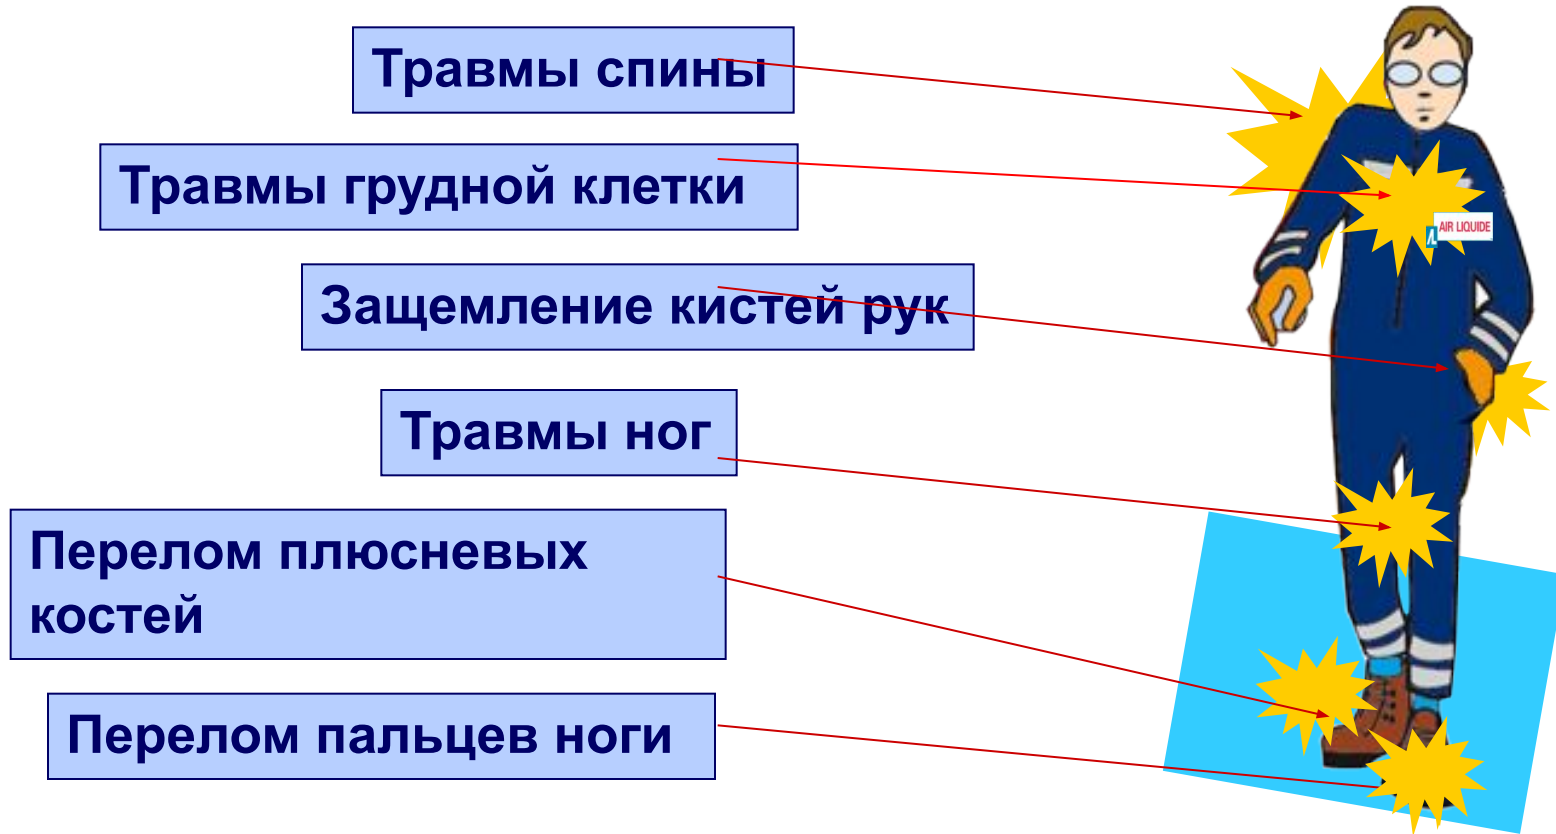 Травмы спины
Травмы грудной клетки
AIR LIQUIDE
Защемление кистей рук
Травмы ног
Перелом плюсневых
костей
Перелом пальцев ноги